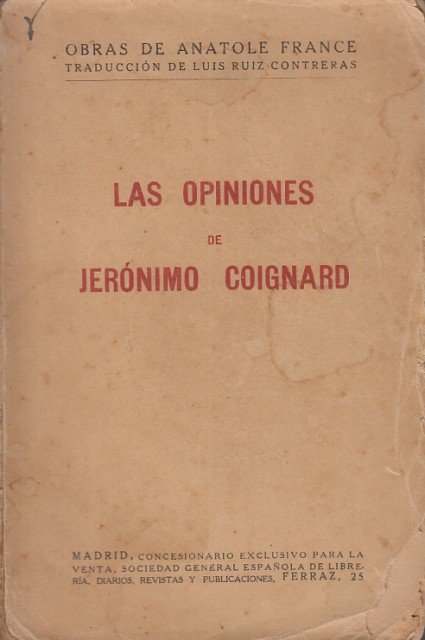 OBRAS DE ANATOLE FRANCE
TRADUCCIÓN DE LUIS RUIZ CONTRERAS
LAS OPINIONES
DE
JERÓNIMO COIGNARD
MADRID, CONCESIONARIO EXCLUSIVO PARA LA
VENTA, SOCIEDAD GENERAL ESPAÑOLA DE LIBRE-
RÍA, DIARIOS, REVISTAS Y PUBLICACIONES, FERRAZ, 25